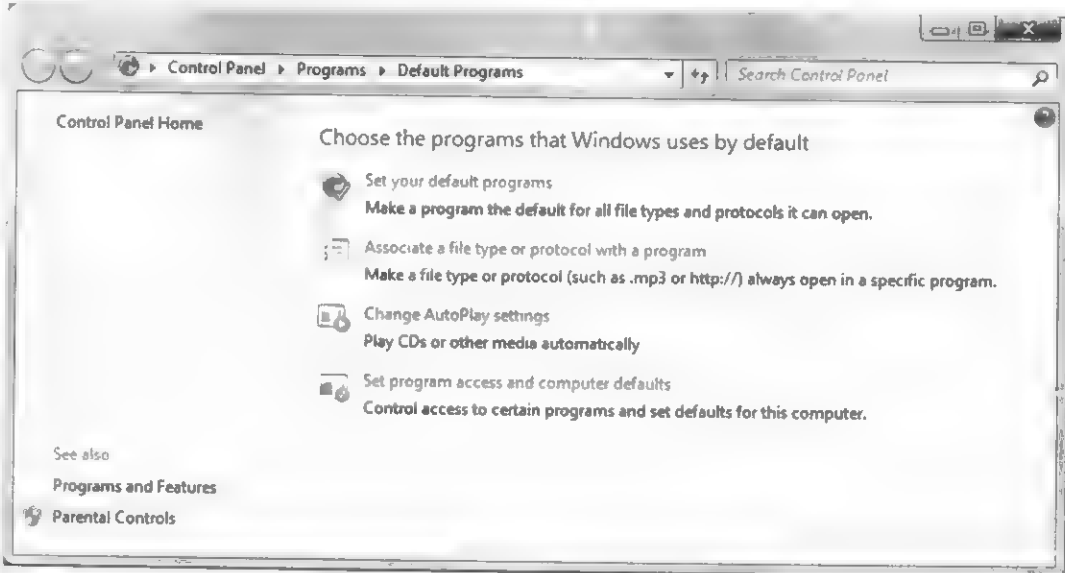 Control Panel ▸ Programs ▸ Default Programs
Search Control Panel
Control Panel Home
Choose the programs that Windows uses by default
Set your default programs
Make a program the default for all file types and protocols it can open.
Associate a file type or protocol with a program
Make a file type or protocol (such as .mp3 or http://) always open in a specific program.
Change AutoPlay settings
Play CDs or other media automatically
Set program access and computer defaults
Control access to certain programs and set defaults for this computer.
See also
Programs and Features
Parental Controls